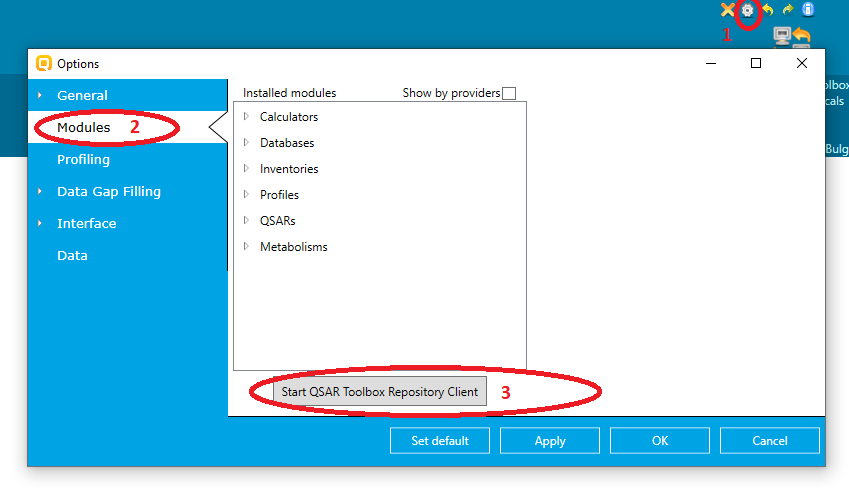 1
Options
olbox
cals
Bulg
General
Modules 2
Profiling
Data Gap Filling
Interface
Data
Installed modules
Show by providers
Calculators
Databases
Inventories
Profiles
QSARs
Metabolisms
Start QSAR Toolbox Repository Client 3
Set default
Apply
OK
Cancel